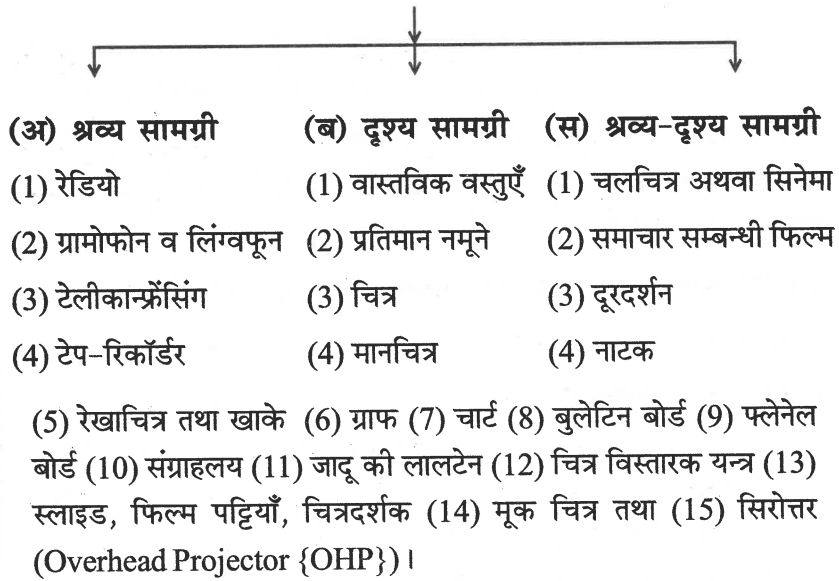 (अ) श्रव्य सामग्री (ब) दृश्य सामग्री (स) श्रव्य-दृश्य सामग्री
(1) रेडियो (1) वास्तविक वस्तुएँ (1) चलचित्र अथवा सिनेमा
(2) ग्रामोफोन व लिंग्वफून (2) प्रतिमान नमूने (2) समाचार सम्बन्धी फिल्म
(3) टेलीकान्फ्रेंसिंग (3) चित्र (3) दूरदर्शन
(4) टेप-रिकॉर्डर (4) मानचित्र (4) नाटक
(5) रेखाचित्र तथा खाके (6) ग्राफ (7) चार्ट (8) बुलेटिन बोर्ड (9) फ्लेनेल
बोर्ड (10) संग्राहलय (11) जादू की लालटेन (12) चित्र विस्तारक यन्त्र (13)
स्लाइड, फिल्म पट्टियाँ, चित्रदर्शक (14) मूक चित्र तथा (15) सिरोत्तर
(Overhead Projector {OHP})।